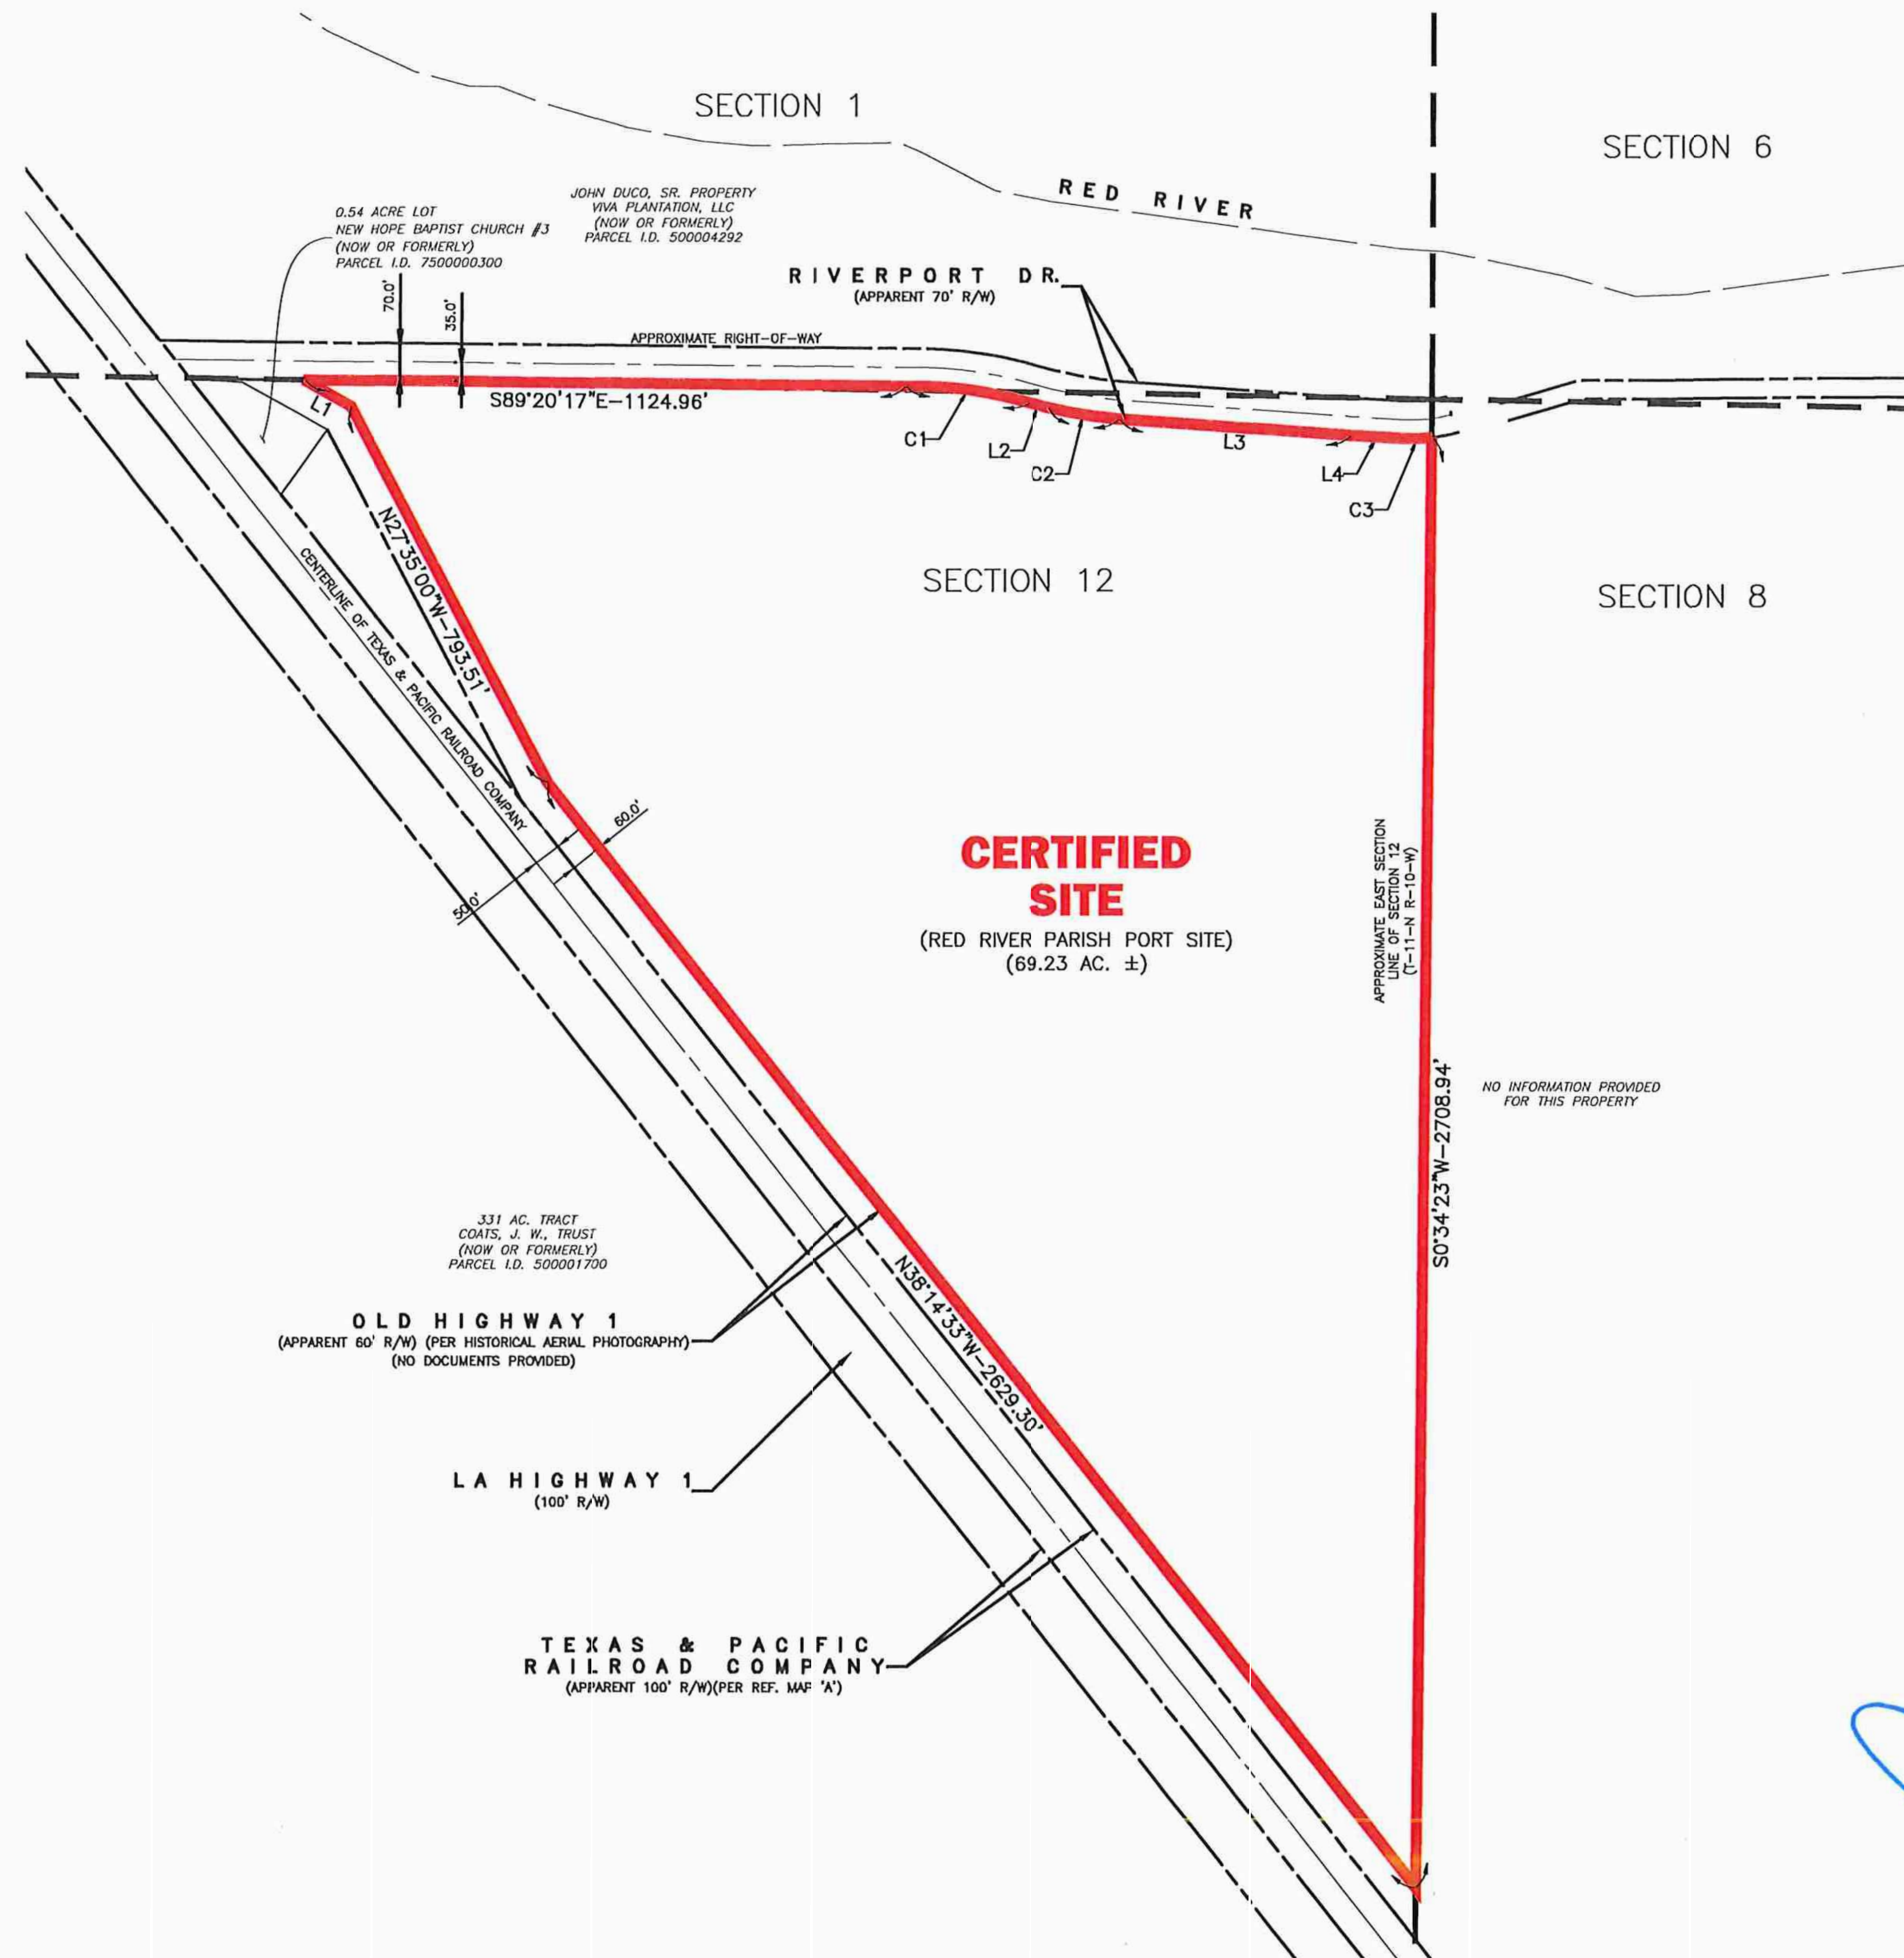 SECTION 1
SECTION 6
RED RIVER
JOHN DUCO, SR. PROPERTY
VIVA PLANTATION, LLC
(NOW OR FORMERLY)
PARCEL I.D. 500004292
0.54 ACRE LOT
NEW HOPE BAPTIST CHURCH #3
(NOW OR FORMERLY)
PARCEL I.D. 7500000300
RIVERPORT DR.
(APPARENT 70' R/W)
70.0'
35.0'
APPROXIMATE RIGHT-OF-WAY
S89°20'17"E-1124.96'
L1
C1
L2
C2
L3
L4
C3
N27°35'00"W-793.51'
CENTERLINE OF TEXAS & PACIFIC RAILROAD COMPANY
SECTION 12
SECTION 8
60.0'
50.0'
CERTIFIED
SITE
(RED RIVER PARISH PORT SITE)
(69.23 AC. ±)
APPROXIMATE EAST SECTION
LINE OF SECTION 12
(T-11-N R-10-W)
S0°34'23"W-2708.94'
NO INFORMATION PROVIDED
FOR THIS PROPERTY
331 AC. TRACT
COATS, J. W., TRUST
(NOW OR FORMERLY)
PARCEL I.D. 500001700
OLD HIGHWAY 1
(APPARENT 60' R/W) (PER HISTORICAL AERIAL PHOTOGRAPHY)
(NO DOCUMENTS PROVIDED)
N38°14'33"W-2629.30'
LA HIGHWAY 1
(100' R/W)
TEXAS & PACIFIC
RAILROAD COMPANY
(APPARENT 100' R/W)(PER REF. MAP 'A')